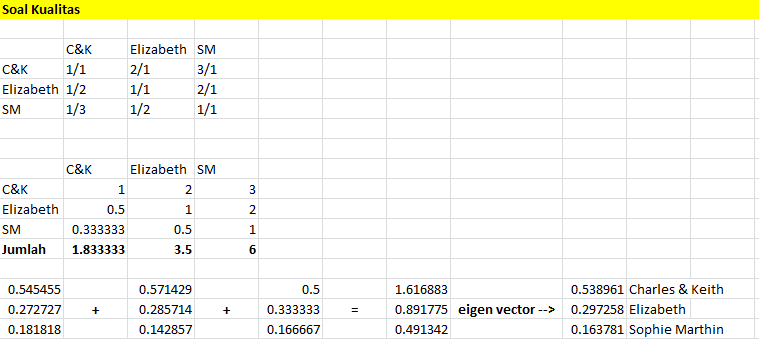 Soal Kualitas
C&K Elizabeth SM
C&K 1/1 2/1 3/1
Elizabeth 1/2 1/1 2/1
SM 1/3 1/2 1/1
C&K Elizabeth SM
C&K 1 2 3
Elizabeth 0.5 1 2
SM 0.333333 0.5 1
Jumlah 1.833333 3.5 6
0.545455 0.571429 0.5 1.616883 0.538961 Charles & Keith
0.272727 + 0.285714 + 0.333333 = 0.891775 eigen vector --> 0.297258 Elizabeth
0.181818 0.142857 0.166667 0.491342 0.163781 Sophie Marthin